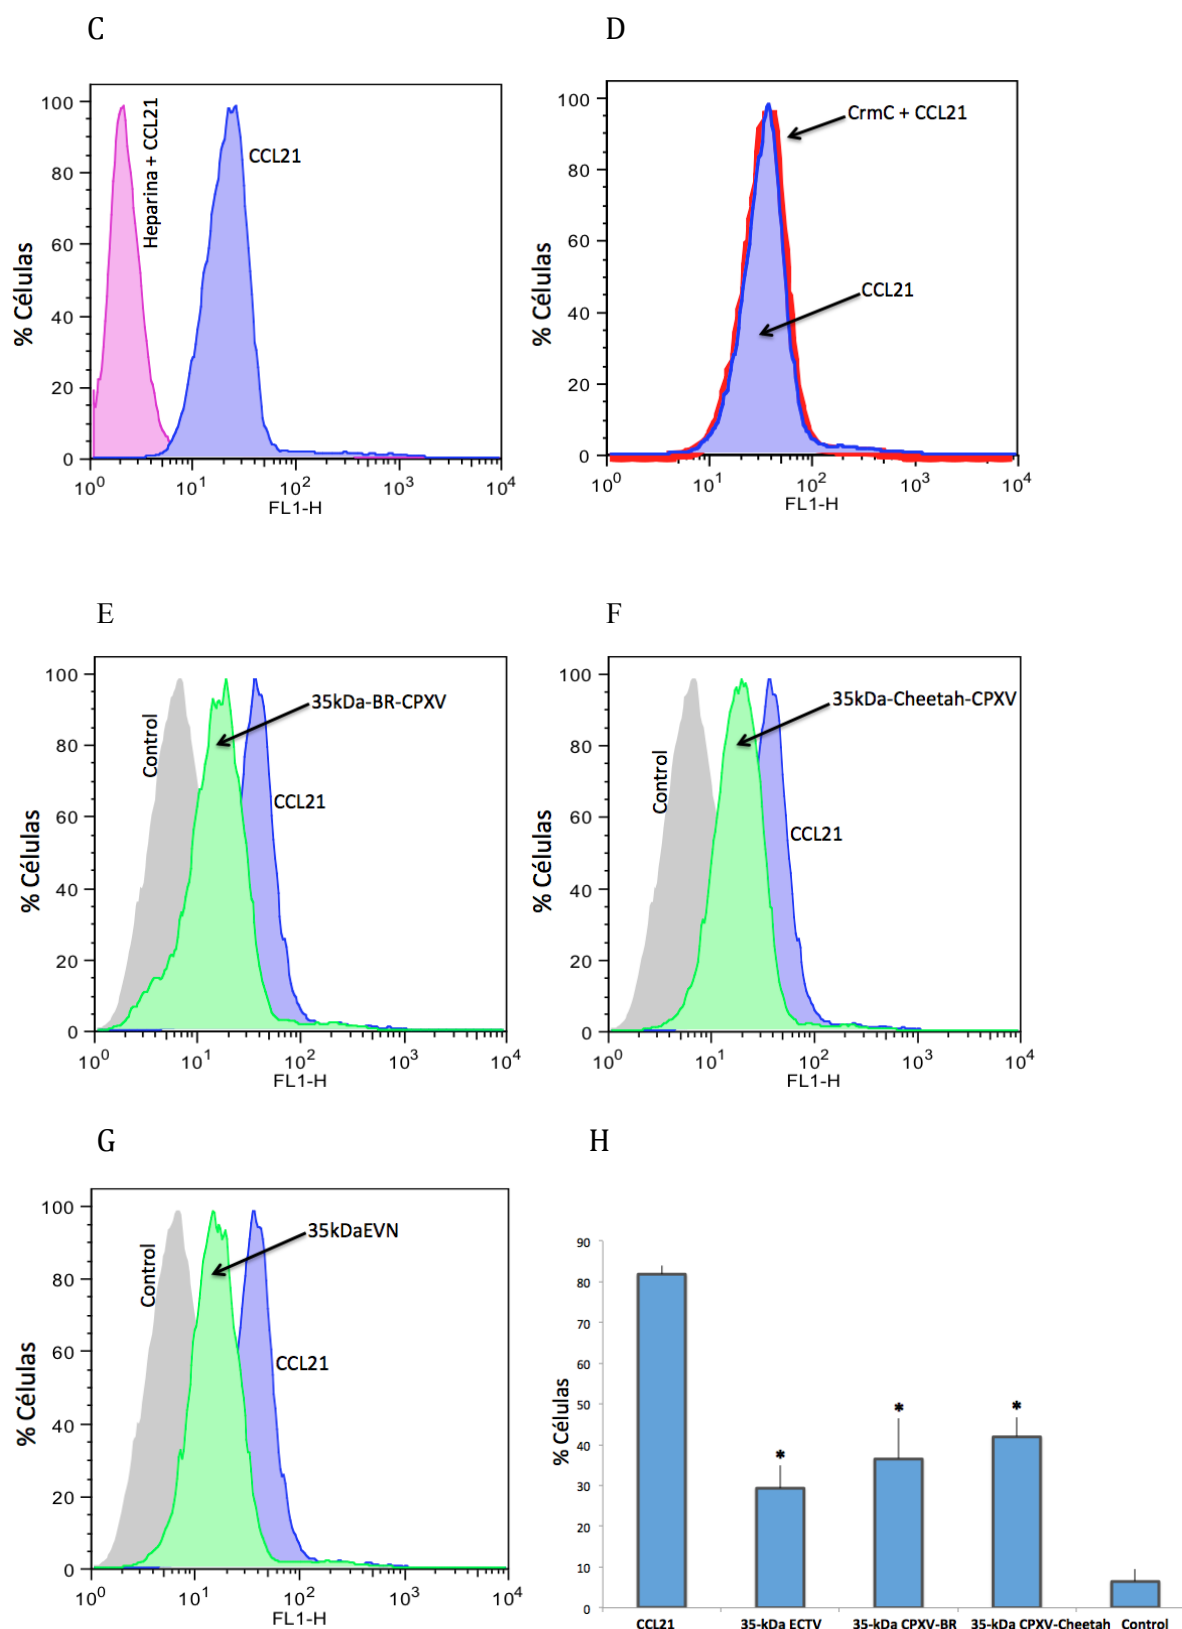 C
100
80
60
40
20
0
% Células
Heparina + CCL21
CCL21
10^0
10^1
10^2
10^3
10^4
FL1-H
D
100
80
60
40
20
0
% Células
CrmC + CCL21
CCL21
10^0
10^1
10^2
10^3
10^4
FL1-H
E
100
80
60
40
20
0
% Células
Control
35kDa-BR-CPXV
CCL21
10^0
10^1
10^2
10^3
10^4
FL1-H
F
100
80
60
40
20
0
% Células
Control
35kDa-Cheetah-CPXV
CCL21
10^0
10^1
10^2
10^3
10^4
FL1-H
G
100
80
60
40
20
0
% Células
Control
35kDaEVN
CCL21
10^0
10^1
10^2
10^3
10^4
FL1-H
H
90
80
70
60
50
40
30
20
10
0
% Células
*
*
*
CCL21
35-kDa ECTV
35-kDa CPXV-BR
35-kDa CPXV-Cheetah
Control